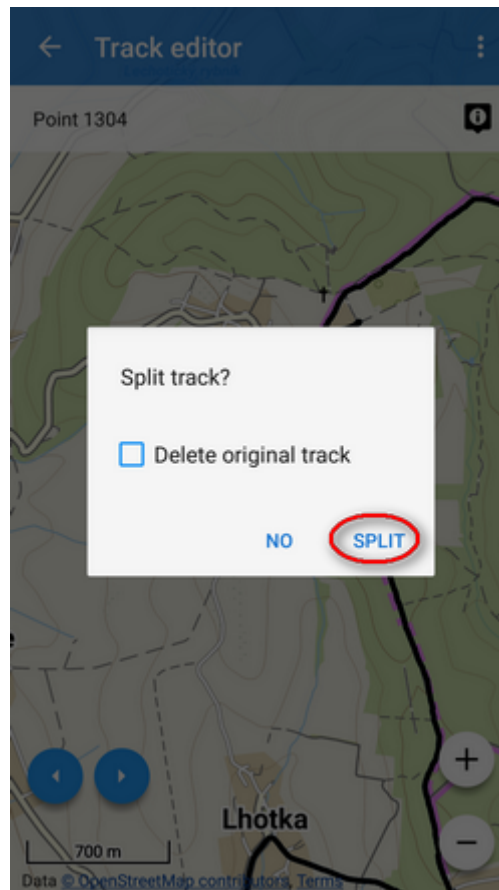 Track editor
Point 1304
Split track?
Delete original track
NO SPLIT
Lhotka
700 m
Data © OpenStreetMap contributors, Terms